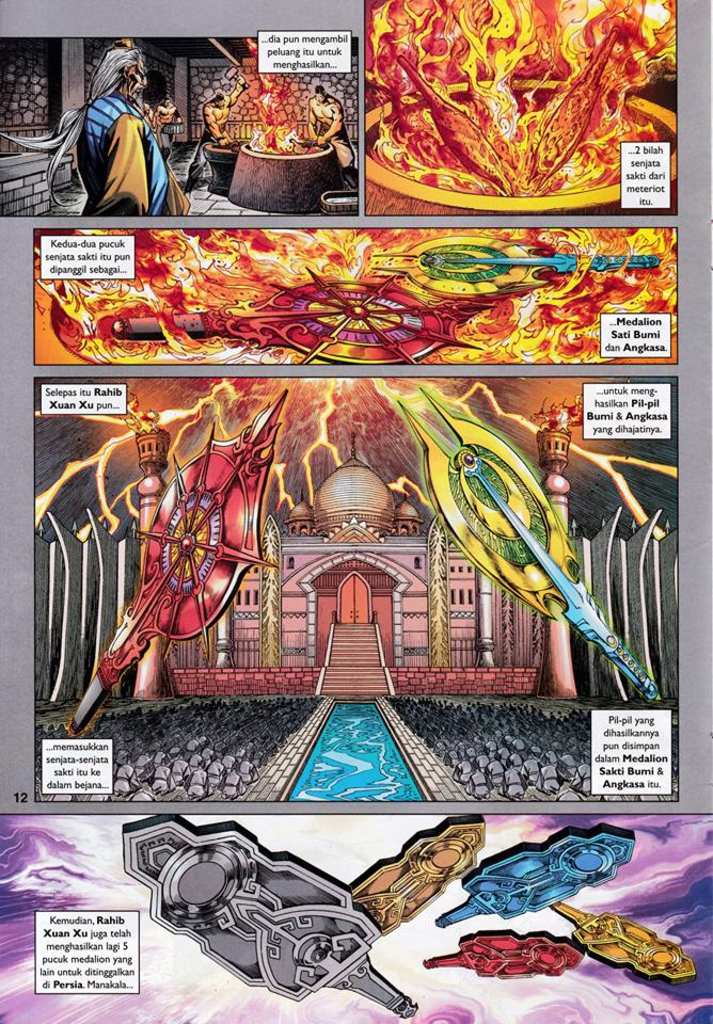 ...dia pun mengambil
peluang itu untuk
menghasilkan...
...2 bilah
senjata
sakti dari
meteriot
itu.
Kedua-dua pucuk
senjata sakti itu pun
dipanggil sebagai...
...Medalion
Sati Bumi
dan Angkasa.
Selepas itu Rahib
Xuan Xu pun...
...untuk meng-
hasilkan Pil-pil
Bumi & Angkasa
yang dihajatinya.
...memasukkan
senjata-senjata
sakti itu ke
dalam bejana...
Pil-pil yang
dihasilkannya
pun disimpan
dalam Medalion
Sakti Bumi &
Angkasa itu.
12
Kemudian, Rahib
Xuan Xu juga telah
menghasilkan lagi 5
pucuk medalion yang
lain untuk ditinggalkan
di Persia. Manakala...